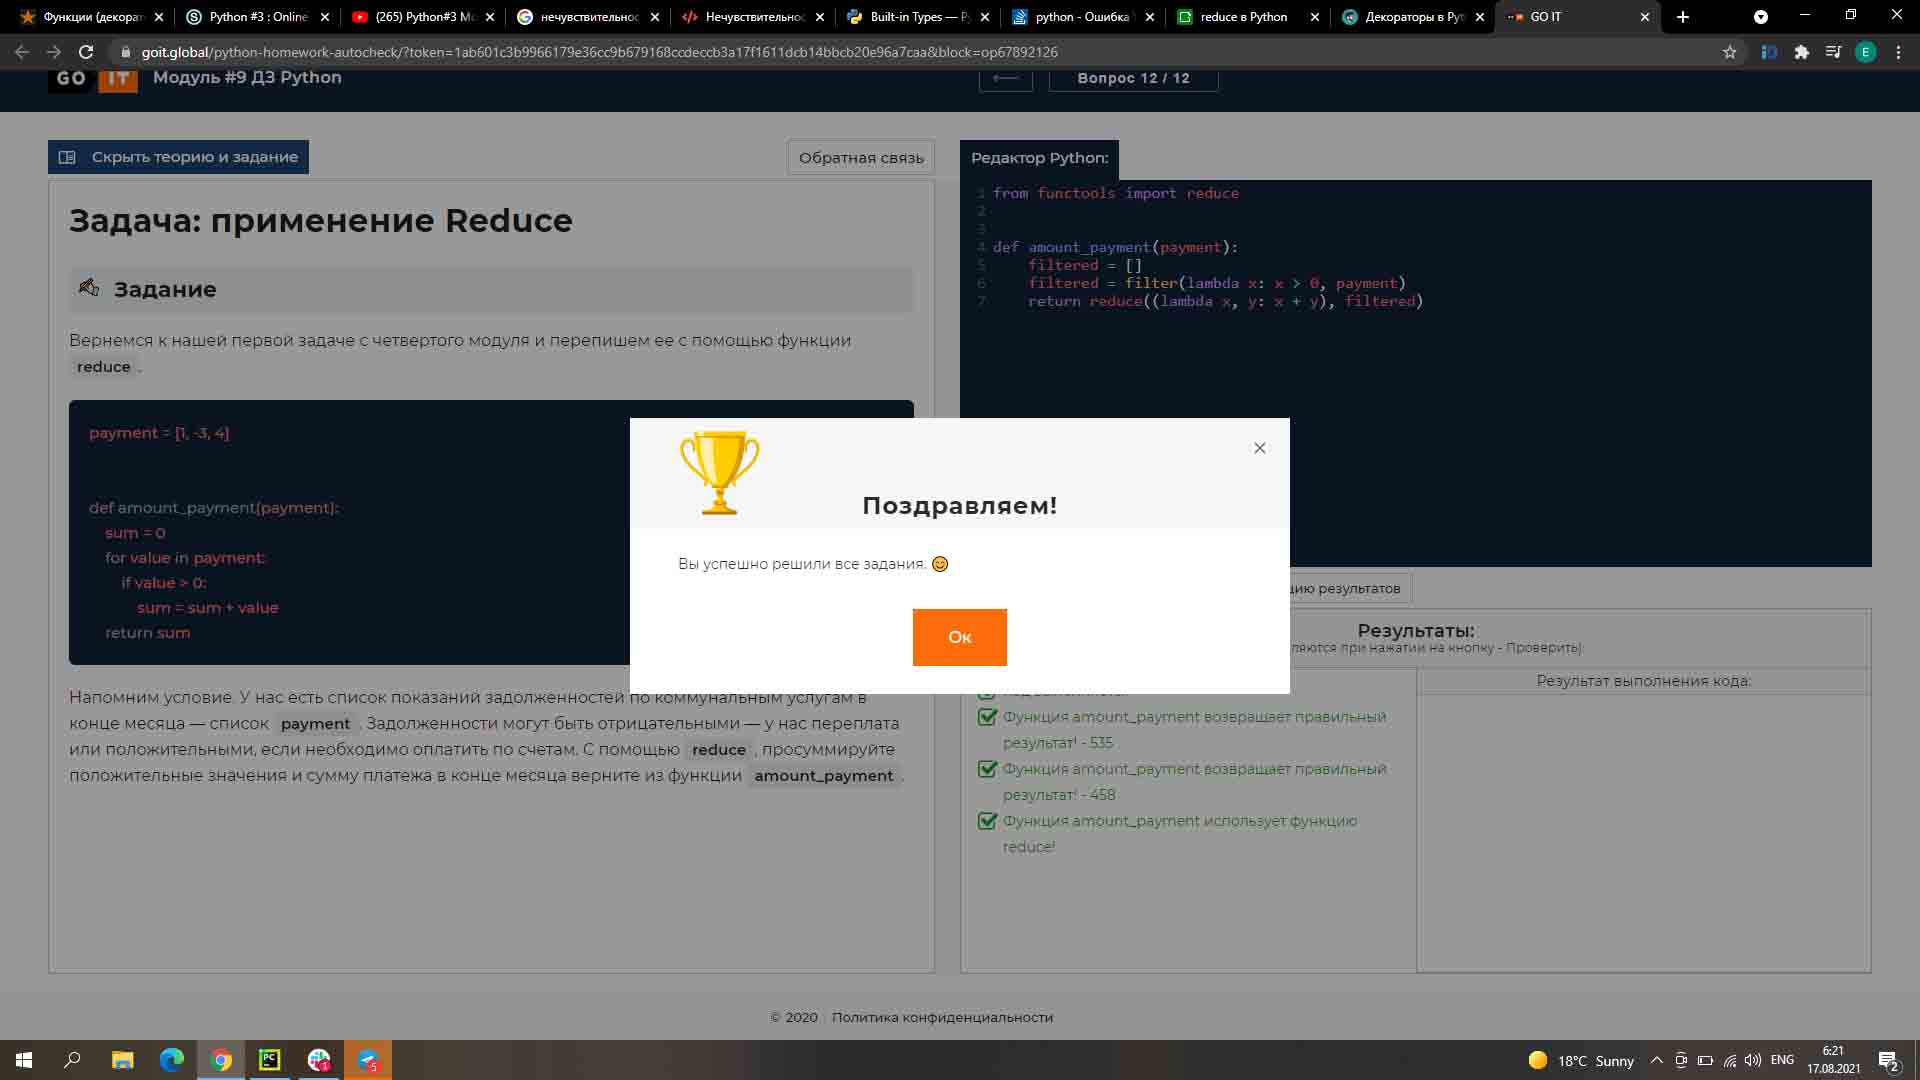 Функции (декорат
Python #3 : Online
(265) Python#3 Mo
нечувствительнос
Нечувствительнос
Built-in Types — Py
python - Ошибка
reduce в Python
Декораторы в Pyt
GO IT
goit.global/python-homework-autocheck/?token=1ab601c3b9966179e36cc9b679168ccdeccb3a17f1611dcb14bbcb20e96a7caa&block=op67892126
GO IT
Модуль #9 ДЗ Python
Вопрос 12 / 12
Скрыть теорию и задание
Обратная связь
Задача: применение Reduce
Задание
Вернемся к нашей первой задаче с четвертого модуля и перепишем ее с помощью функции
reduce .
payment = [1, -3, 4]
def amount_payment(payment):
sum = 0
for value in payment:
if value > 0:
sum = sum + value
return sum
Напомним условие. У нас есть список показаний задолженностей по коммунальным услугам в
конце месяца — список payment . Задолженности могут быть отрицательными — у нас переплата
или положительными, если необходимо оплатить по счетам. С помощью reduce , просуммируйте
положительные значения и сумму платежа в конце месяца верните из функции amount_payment .
Редактор Python:
1 from functools import reduce
2
3
4 def amount_payment(payment):
5 filtered = []
6 filtered = filter(lambda x: x > 0, payment)
7 return reduce((lambda x, y: x + y), filtered)
Поздравляем!
Вы успешно решили все задания.
Ок
цию результатов
Результаты:
ляются при нажатии на кнопку - Проверить):
Результат выполнения кода:
Функция amount_payment возвращает правильный
результат! - 535
Функция amount_payment возвращает правильный
результат! - 458
Функция amount_payment использует функцию
reduce!
© 2020 | Политика конфиденциальности
18°C Sunny
ENG
6:21
17.08.2021
2
1
5
E
PC